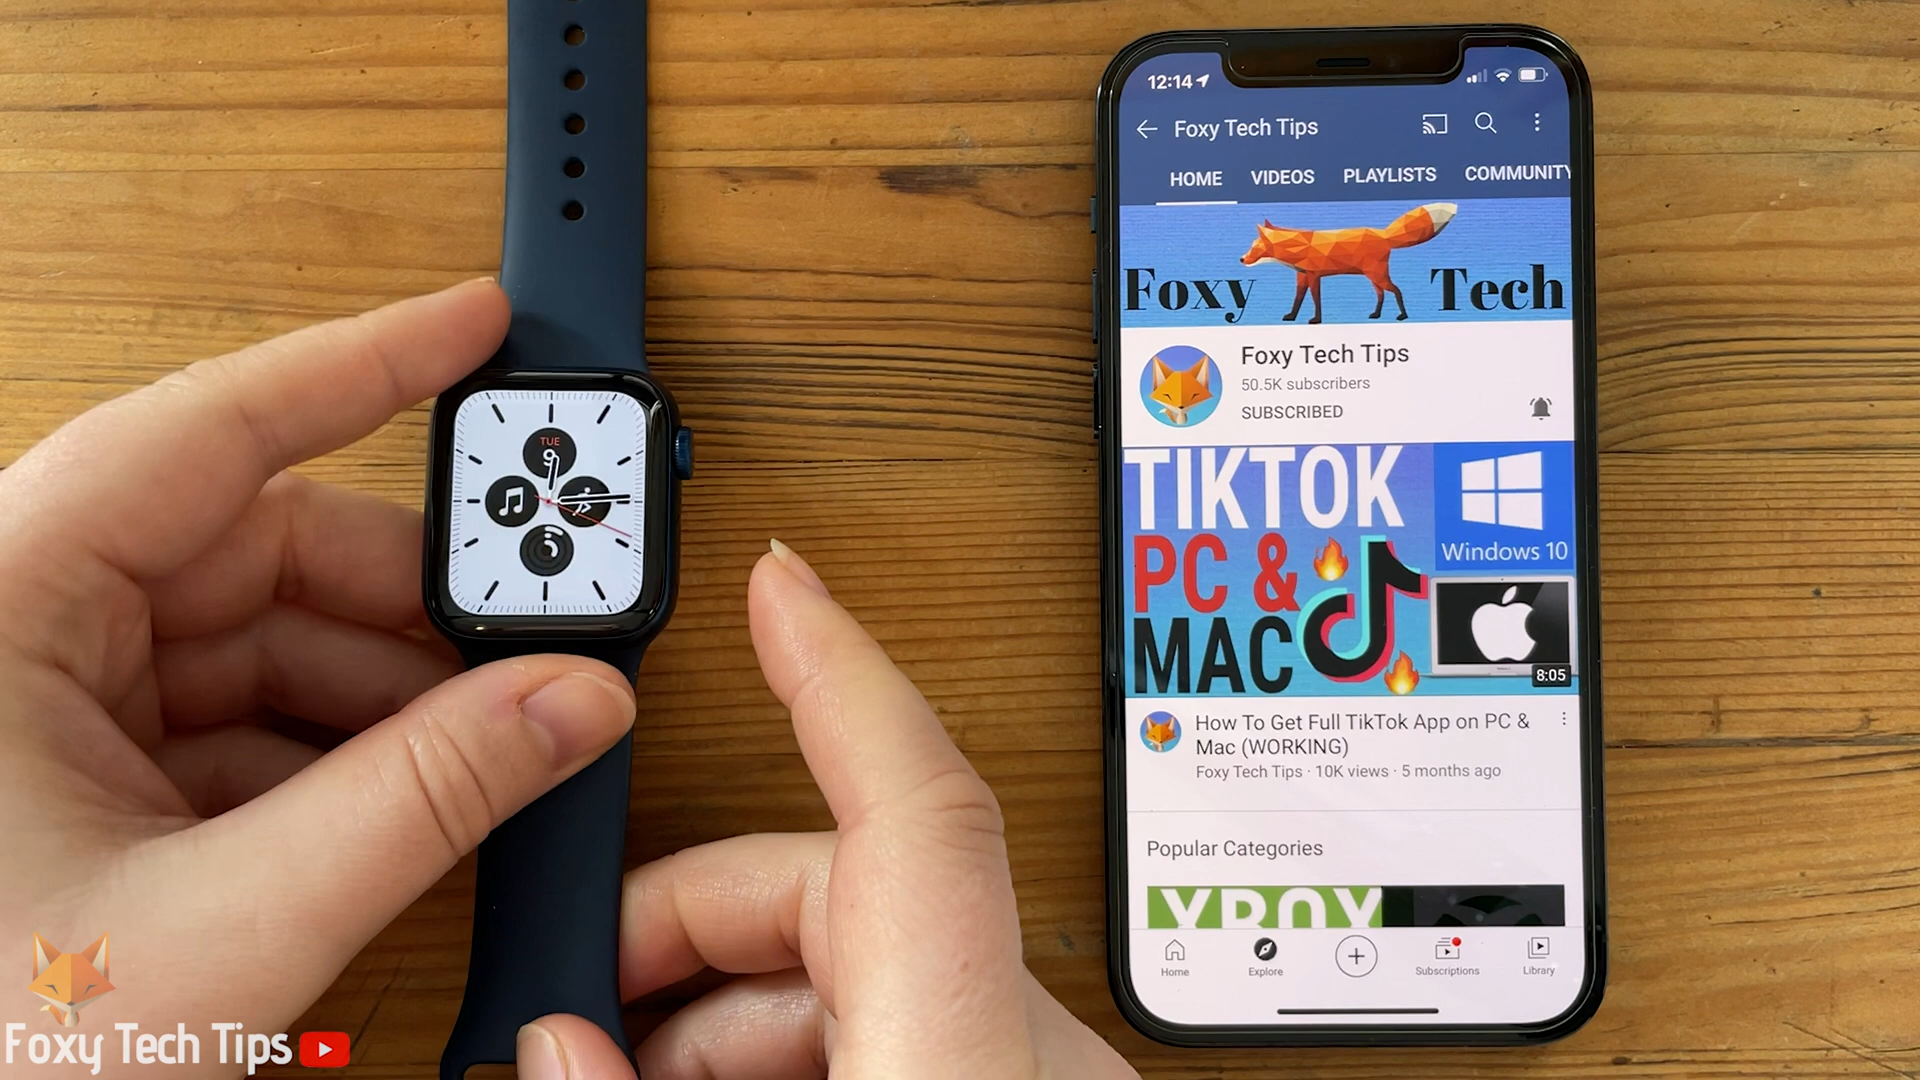 TUE
9
12:14
Foxy Tech Tips
HOME VIDEOS PLAYLISTS COMMUNITY
Foxy Tech
Foxy Tech Tips
50.5K subscribers
SUBSCRIBED
TIKTOK
PC &
MAC
Windows 10
8:05
How To Get Full TikTok App on PC &
Mac (WORKING)
Foxy Tech Tips · 10K views · 5 months ago
Popular Categories
XBOX
Home Explore Subscriptions Library
Foxy Tech Tips